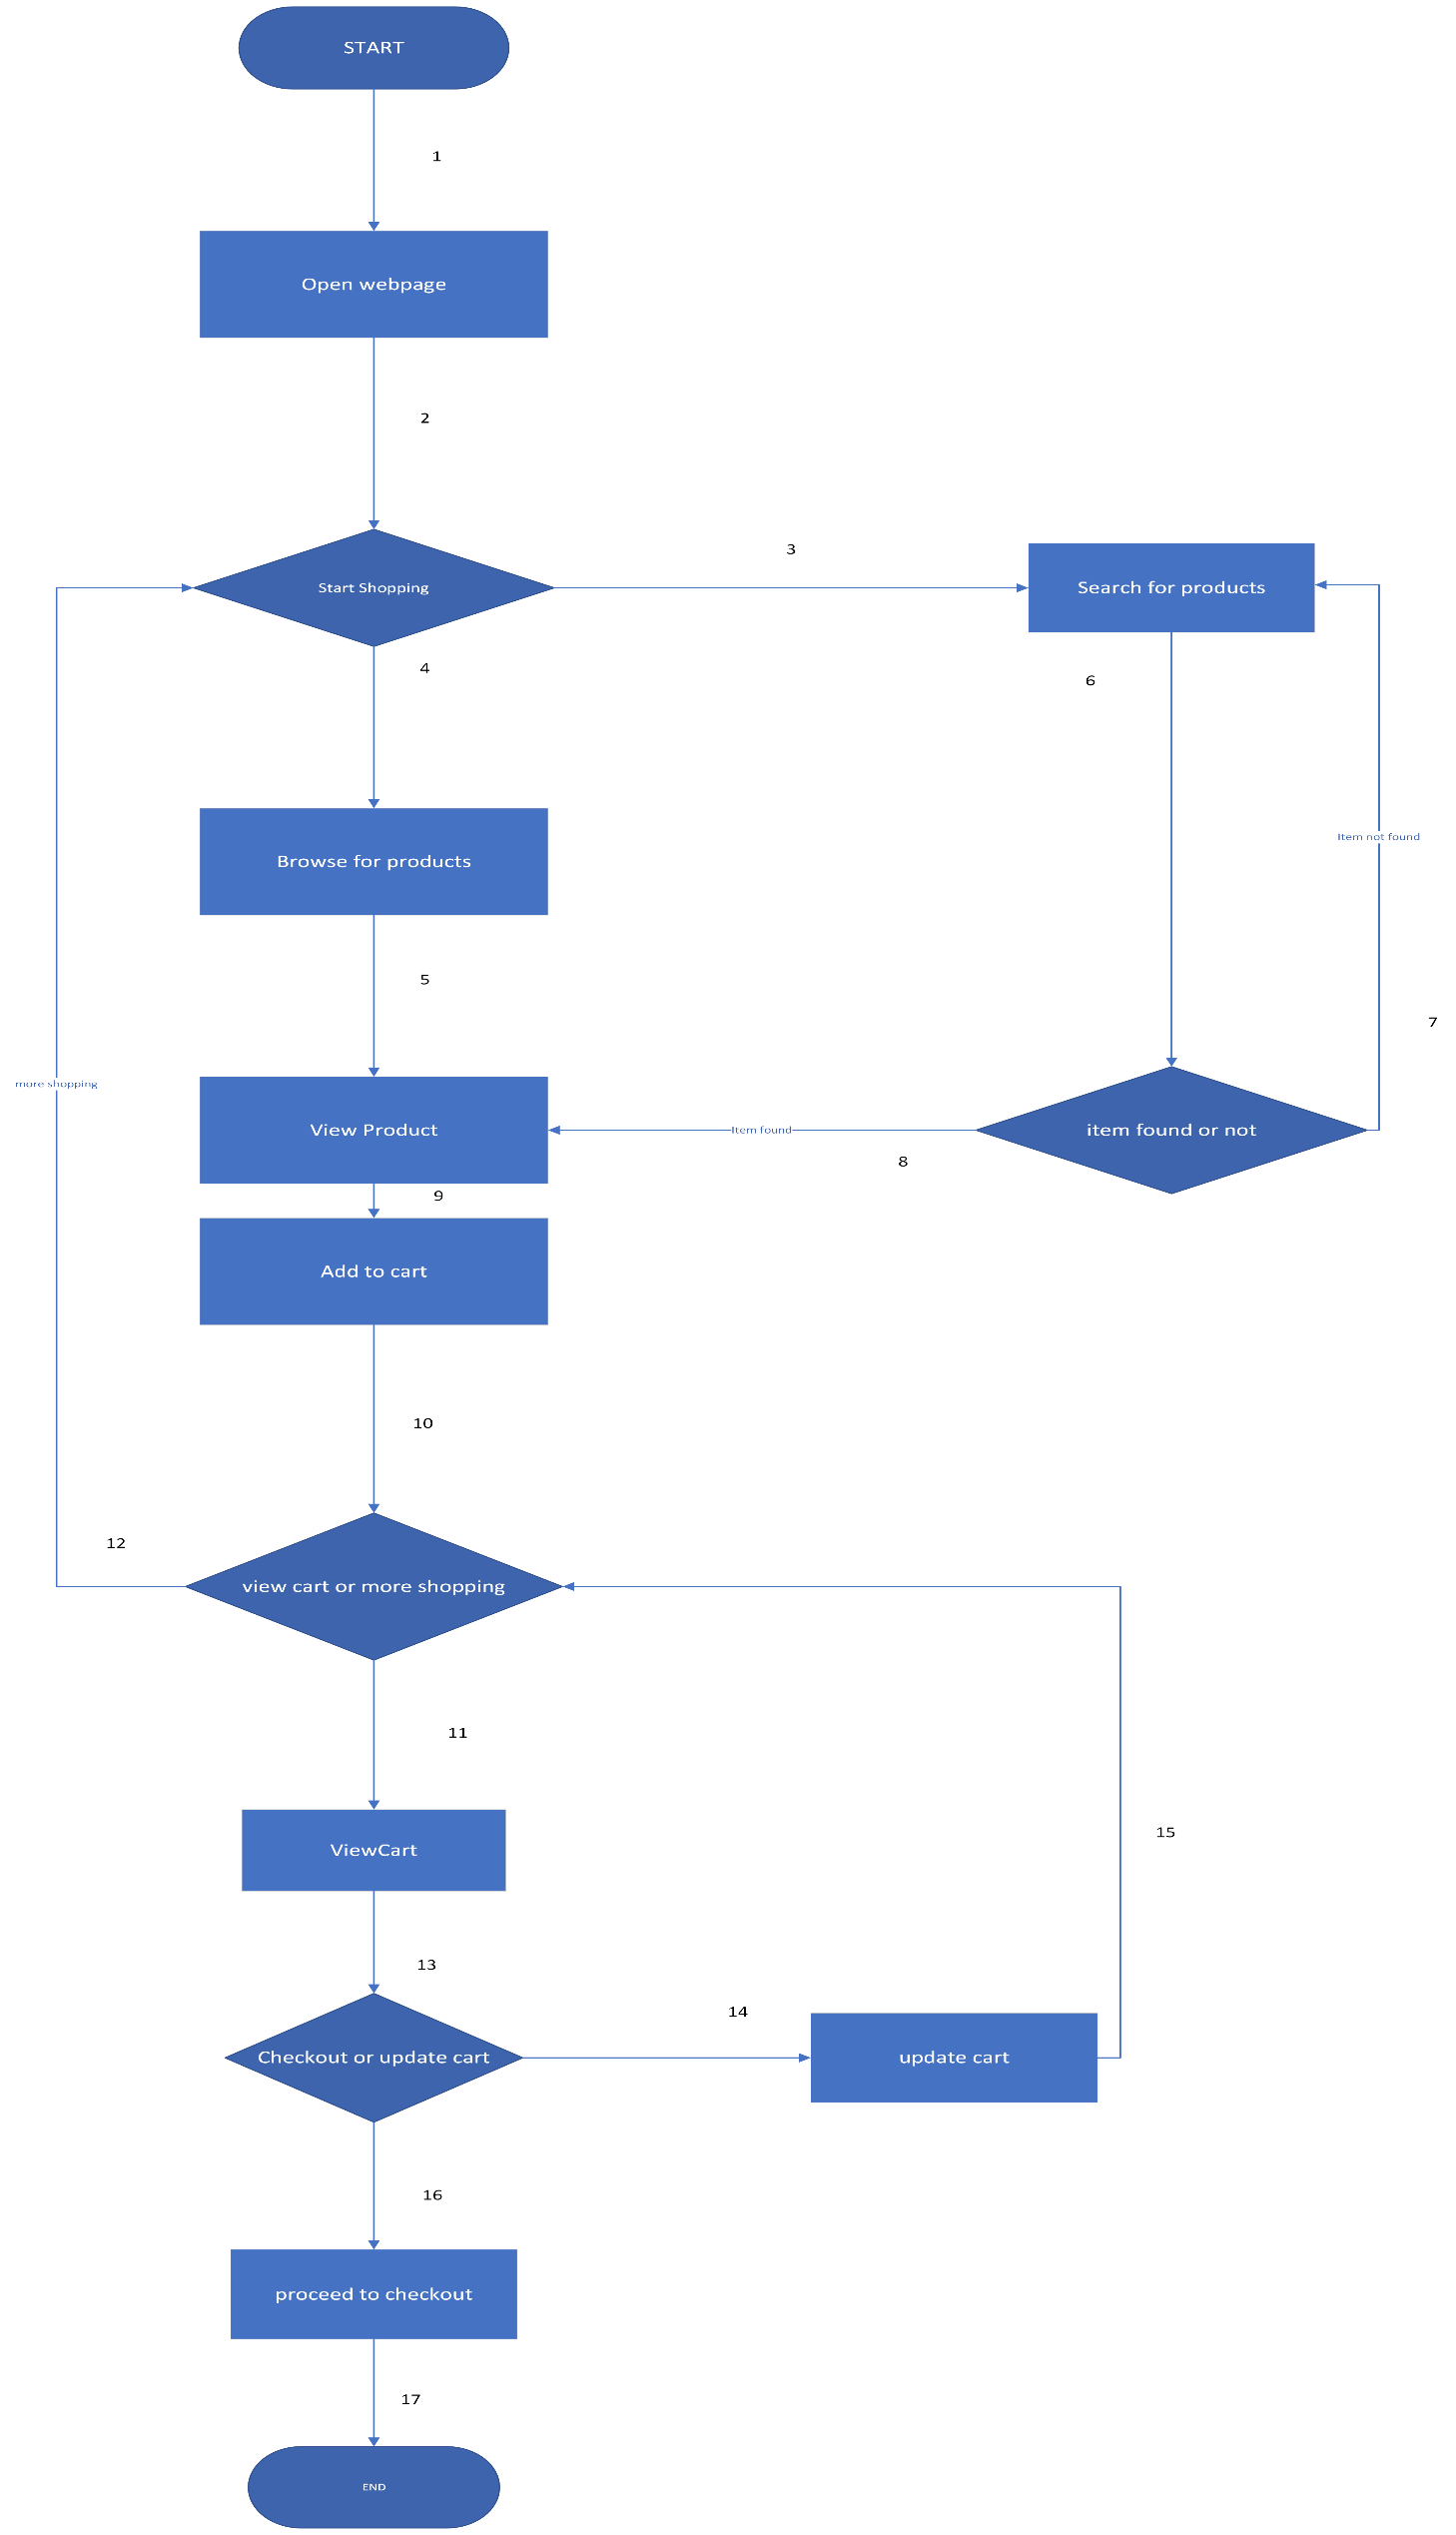 START
1
Open webpage
2
3
Start Shopping
Search for products
4
6
Item not found
Browse for products
5
7
more shopping
View Product
Item found
item found or not
8
9
Add to cart
10
12
view cart or more shopping
11
15
ViewCart
13
14
Checkout or update cart
update cart
16
proceed to checkout
17
END